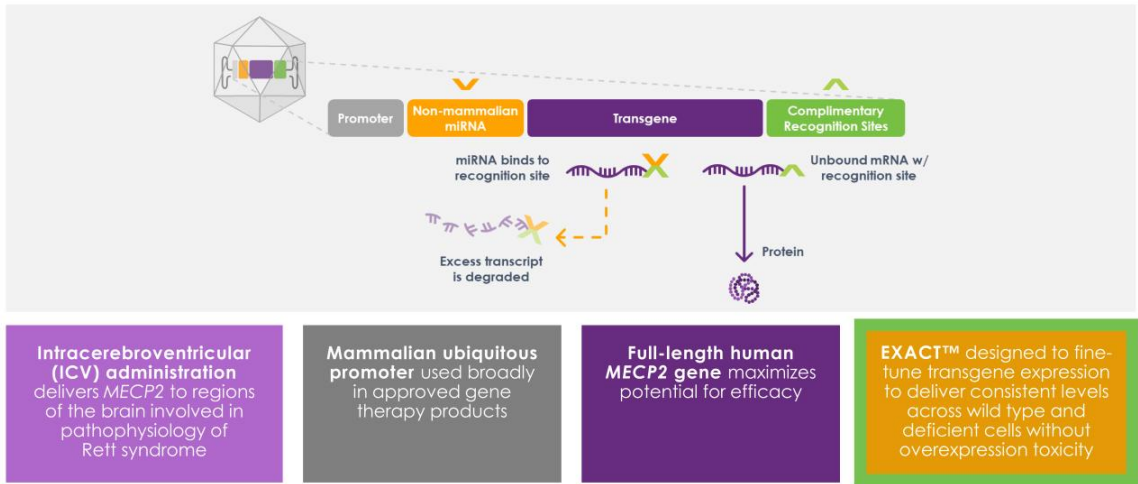 Promoter
Non-mammalian
miRNA
Transgene
Complimentary
Recognition Sites
miRNA binds to
recognition site
Unbound mRNA w/
recognition site
Excess transcript
is degraded
Protein
Intracerebroventricular
(ICV) administration
delivers MECP2 to regions
of the brain involved in
pathophysiology of
Rett syndrome
Mammalian ubiquitous
promoter used broadly
in approved gene
therapy products
Full-length human
MECP2 gene maximizes
potential for efficacy
EXACT™ designed to fine-
tune transgene expression
to deliver consistent levels
across wild type and
deficient cells without
overexpression toxicity